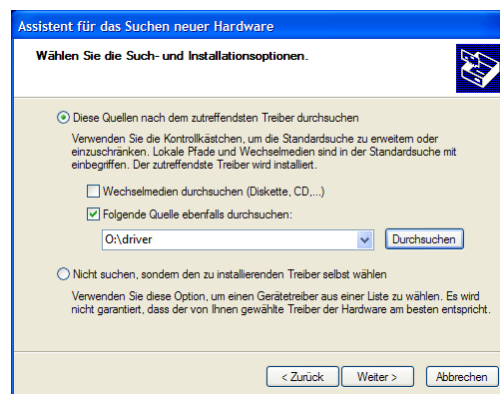 Assistent für das Suchen neuer Hardware
Wählen Sie die Such- und Installationsoptionen.
Diese Quellen nach dem zutreffendsten Treiber durchsuchen
Verwenden Sie die Kontrollkästchen, um die Standardsuche zu erweitern oder
einzuschränken. Lokale Pfade und Wechselmedien sind in der Standardsuche mit
einbegriffen. Der zutreffendste Treiber wird installiert.
Wechselmedien durchsuchen (Diskette, CD,...)
Folgende Quelle ebenfalls durchsuchen:
O:\driver
Durchsuchen
Nicht suchen, sondern den zu installierenden Treiber selbst wählen
Verwenden Sie diese Option, um einen Gerätetreiber aus einer Liste zu wählen. Es wird
nicht garantiert, dass der von Ihnen gewählte Treiber der Hardware am besten entspricht.
< Zurück Weiter > Abbrechen